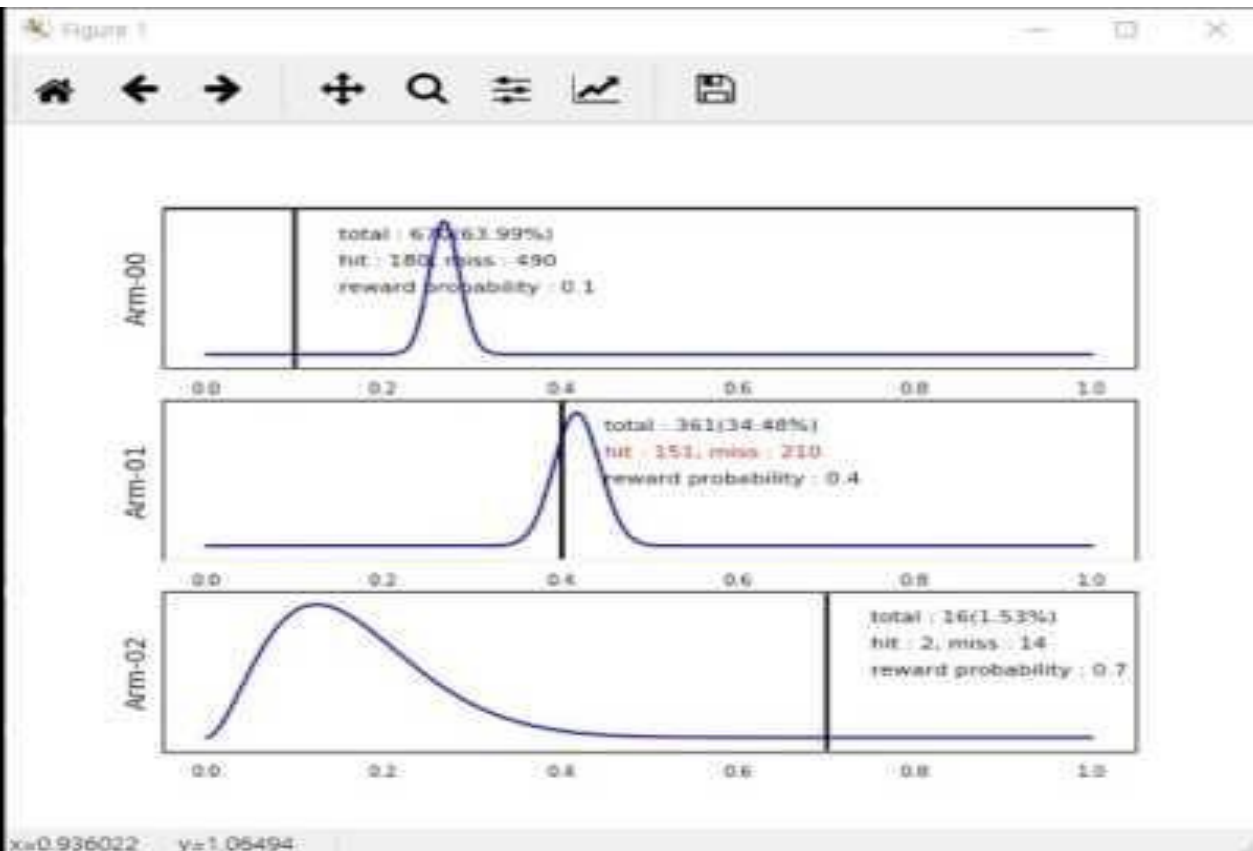 Figure 1
Arm-00
total : 670(63.99%)
hit : 180, miss : 490
reward probability : 0.1
0.0 0.2 0.4 0.6 0.8 1.0
Arm-01
total : 361(34.48%)
hit : 151, miss : 210
reward probability : 0.4
0.0 0.2 0.4 0.6 0.8 1.0
Arm-02
total : 16(1.53%)
hit : 2, miss : 14
reward probability : 0.7
0.0 0.2 0.4 0.6 0.8 1.0
x=0.936022 y=1.06494